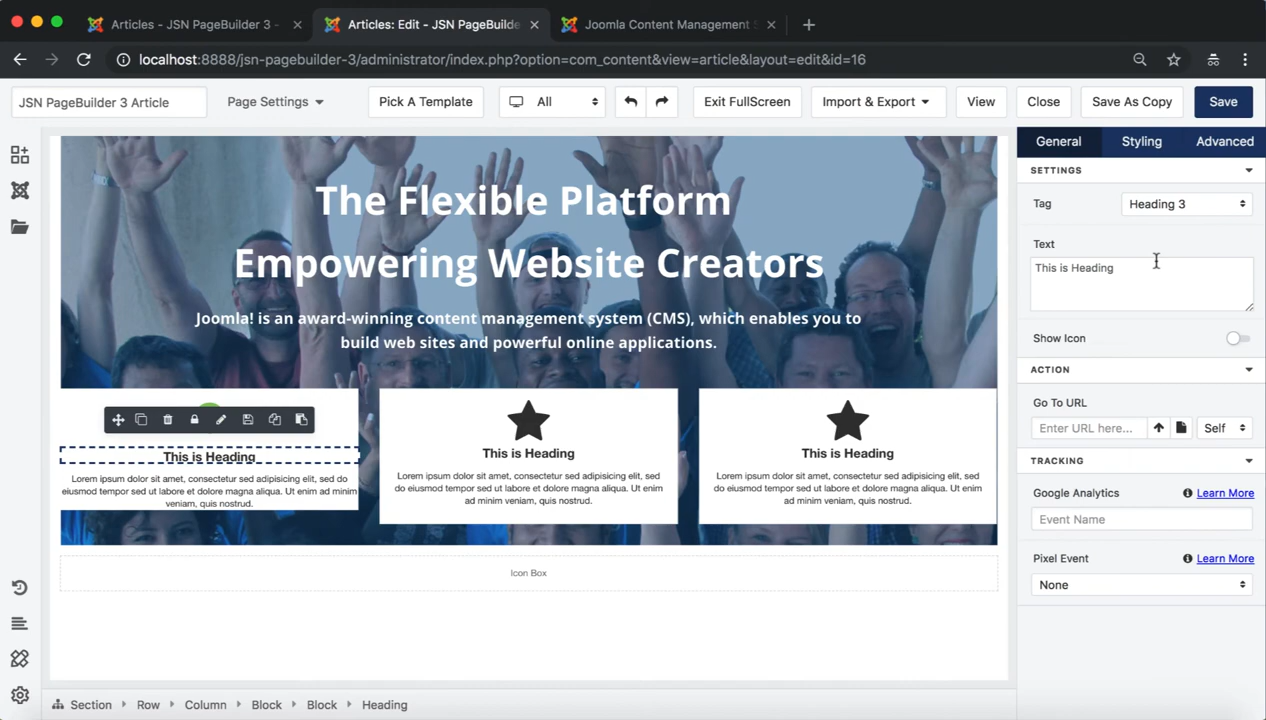 Articles - JSN PageBuilder 3 -
Articles: Edit - JSN PageBuilde
Joomla Content Management S
localhost:8888/jsn-pagebuilder-3/administrator/index.php?option=com_content&view=article&layout=edit&id=16
JSN PageBuilder 3 Article
Page Settings
Pick A Template
All
Exit FullScreen
Import & Export
View
Close
Save As Copy
Save
The Flexible Platform
Empowering Website Creators
Joomla! is an award-winning content management system (CMS), which enables you to
build web sites and powerful online applications.
This is Heading
Lorem ipsum dolor sit amet, consectetur sed adipisicing elit, sed do
eiusmod tempor sed ut labore et dolore magna aliqua. Ut enim ad minim
veniam, quis nostrud.
This is Heading
Lorem ipsum dolor sit amet, consectetur sed adipisicing elit, sed
do eiusmod tempor sed ut labore et dolore magna aliqua. Ut enim
ad minim veniam, quis nostrud.
This is Heading
Lorem ipsum dolor sit amet, consectetur sed adipisicing elit, sed
do eiusmod tempor sed ut labore et dolore magna aliqua. Ut enim
ad minim veniam, quis nostrud.
Icon Box
General
Styling
Advanced
SETTINGS
Tag
Heading 3
Text
This is Heading
Show Icon
ACTION
Go To URL
Enter URL here...
Self
TRACKING
Google Analytics
Learn More
Event Name
Pixel Event
Learn More
None
Section
Row
Column
Block
Block
Heading